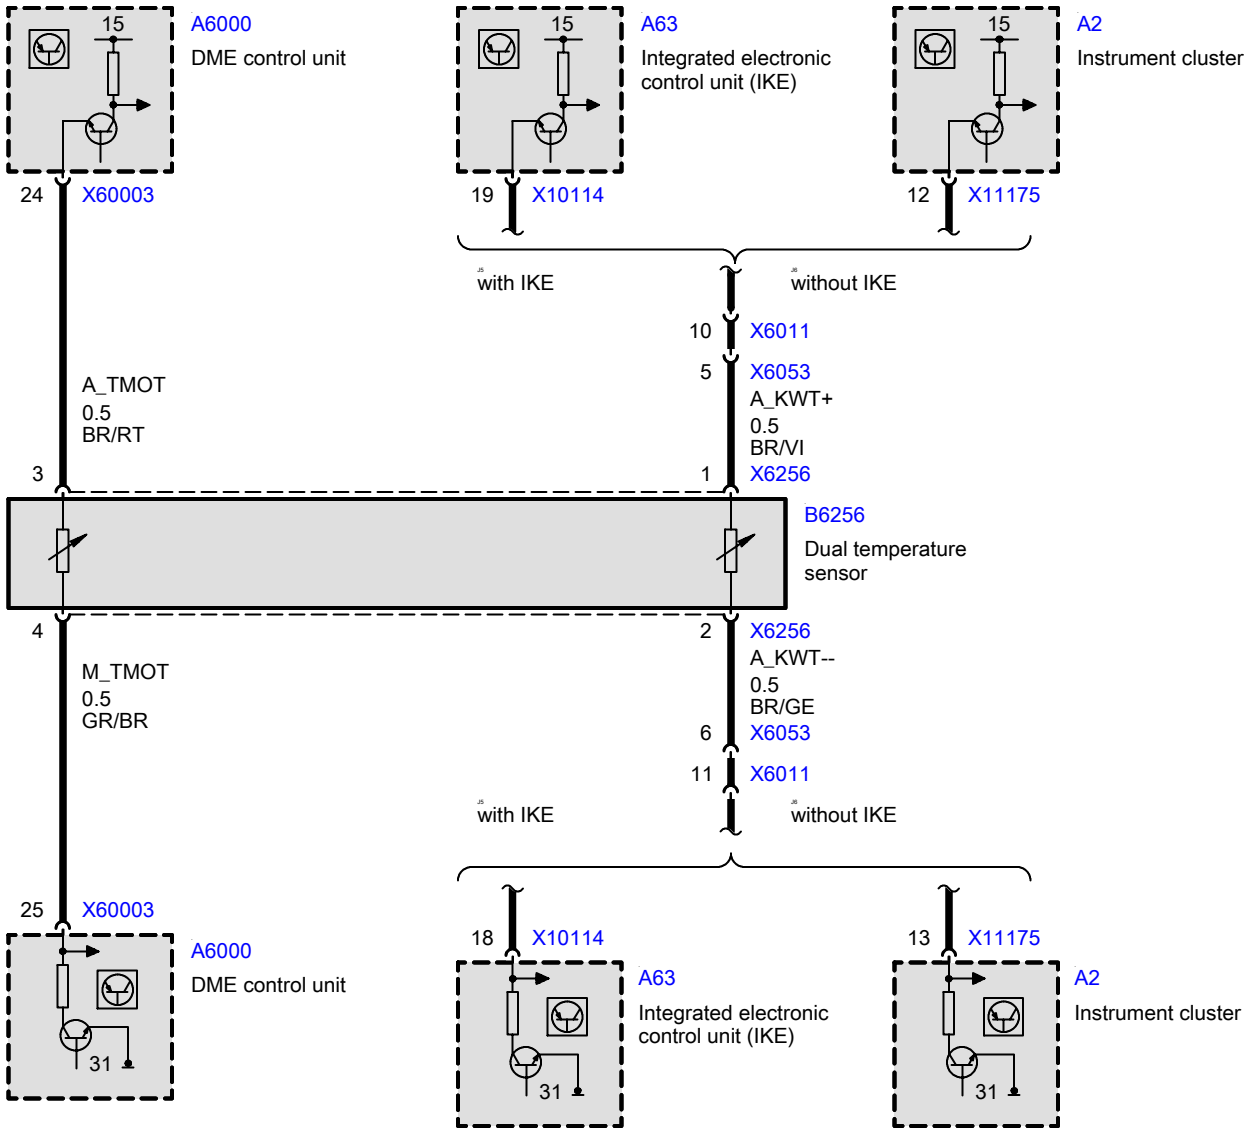 15
A6000
DME control unit
15
A63
Integrated electronic
control unit (IKE)
15
A2
Instrument cluster
24 X60003
19 X10114
12 X11175
J5
with IKE
J6
without IKE
10 X6011
5 X6053
A_TMOT
0.5
BR/RT
A_KWT+
0.5
BR/VI
3
1 X6256
B6256
Dual temperature
sensor
4
2 X6256
M_TMOT
0.5
GR/BR
A_KWT--
0.5
BR/GE
6 X6053
11 X6011
J5
with IKE
J6
without IKE
25 X60003
18 X10114
13 X11175
A6000
DME control unit
31
A63
Integrated electronic
control unit (IKE)
31
A2
Instrument cluster
31